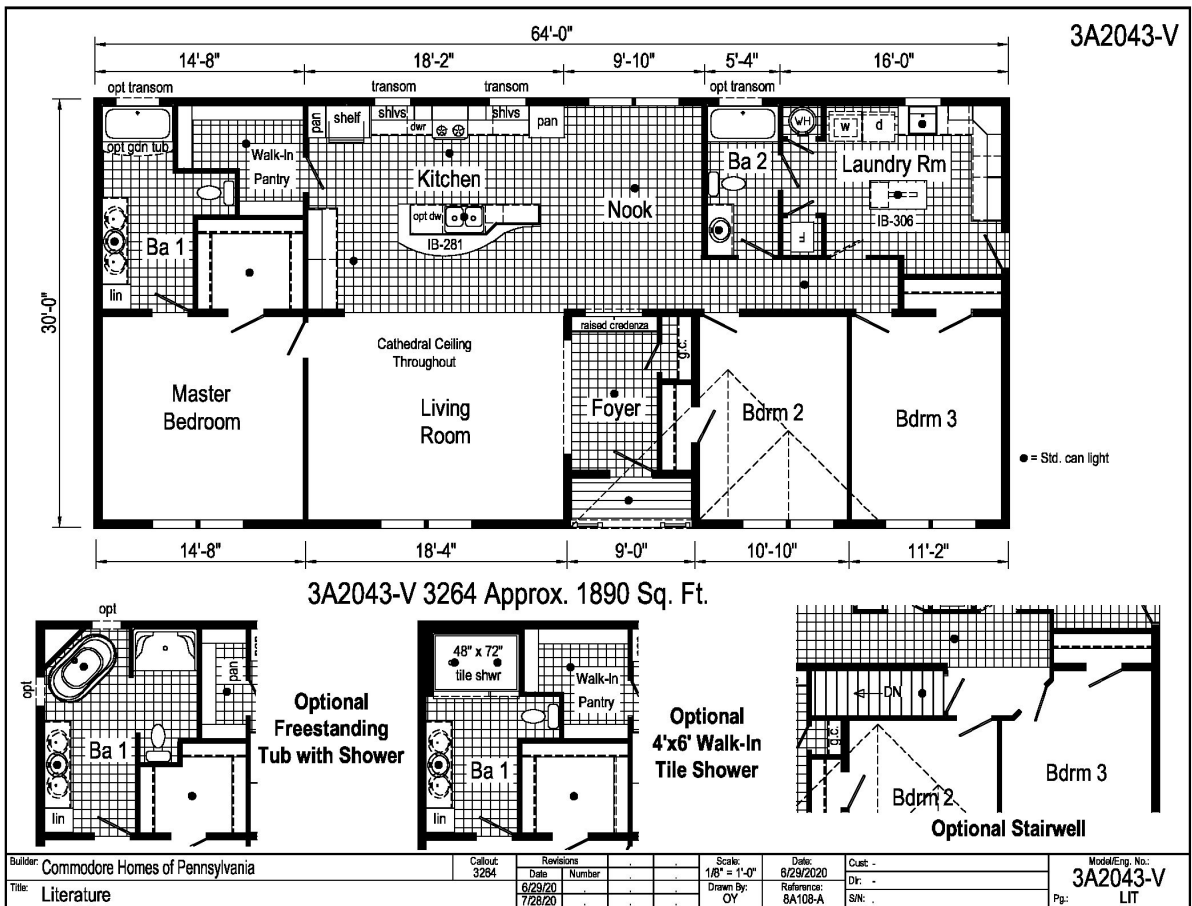 3A2043-V
64'-0"
14'-8" 18'-2" 9'-10" 5'-4" 16'-0"
opt transom transom transom opt transom
30'-0"
pan shelf shlvs dwr shlvs pan
WH w d
opt gdn tub
Walk-In
Pantry
Kitchen
Ba 2
Laundry Rm
Nook
opt dw
IB-281
IB-306
F
Ba 1
lin
raised credenza
g.c.
Cathedral Ceiling
Throughout
Master
Bedroom
Living
Room
Foyer
Bdrm 2
Bdrm 3
● = Std. can light
14'-8" 18'-4" 9'-0" 10'-10" 11'-2"
3A2043-V 3264 Approx. 1890 Sq. Ft.
opt
opt
pan
Ba 1
lin
Optional
Freestanding
Tub with Shower
48" x 72"
tile shwr
Walk-In
Pantry
Ba 1
lin
Optional
4'x6' Walk-In
Tile Shower
DN
g.c.
Bdrm 2
Bdrm 3
Optional Stairwell
Builder: Commodore Homes of Pennsylvania
Title: Literature
Callout:
3264
Revisions
Date Number
6/29/20
7/28/20
Scale:
1/8" = 1'-0"
Drawn By:
OY
Date:
6/29/2020
Reference:
8A108-A
Cust: -
Dir: -
S/N: .
Model/Eng. No.:
3A2043-V
Pg.: LIT